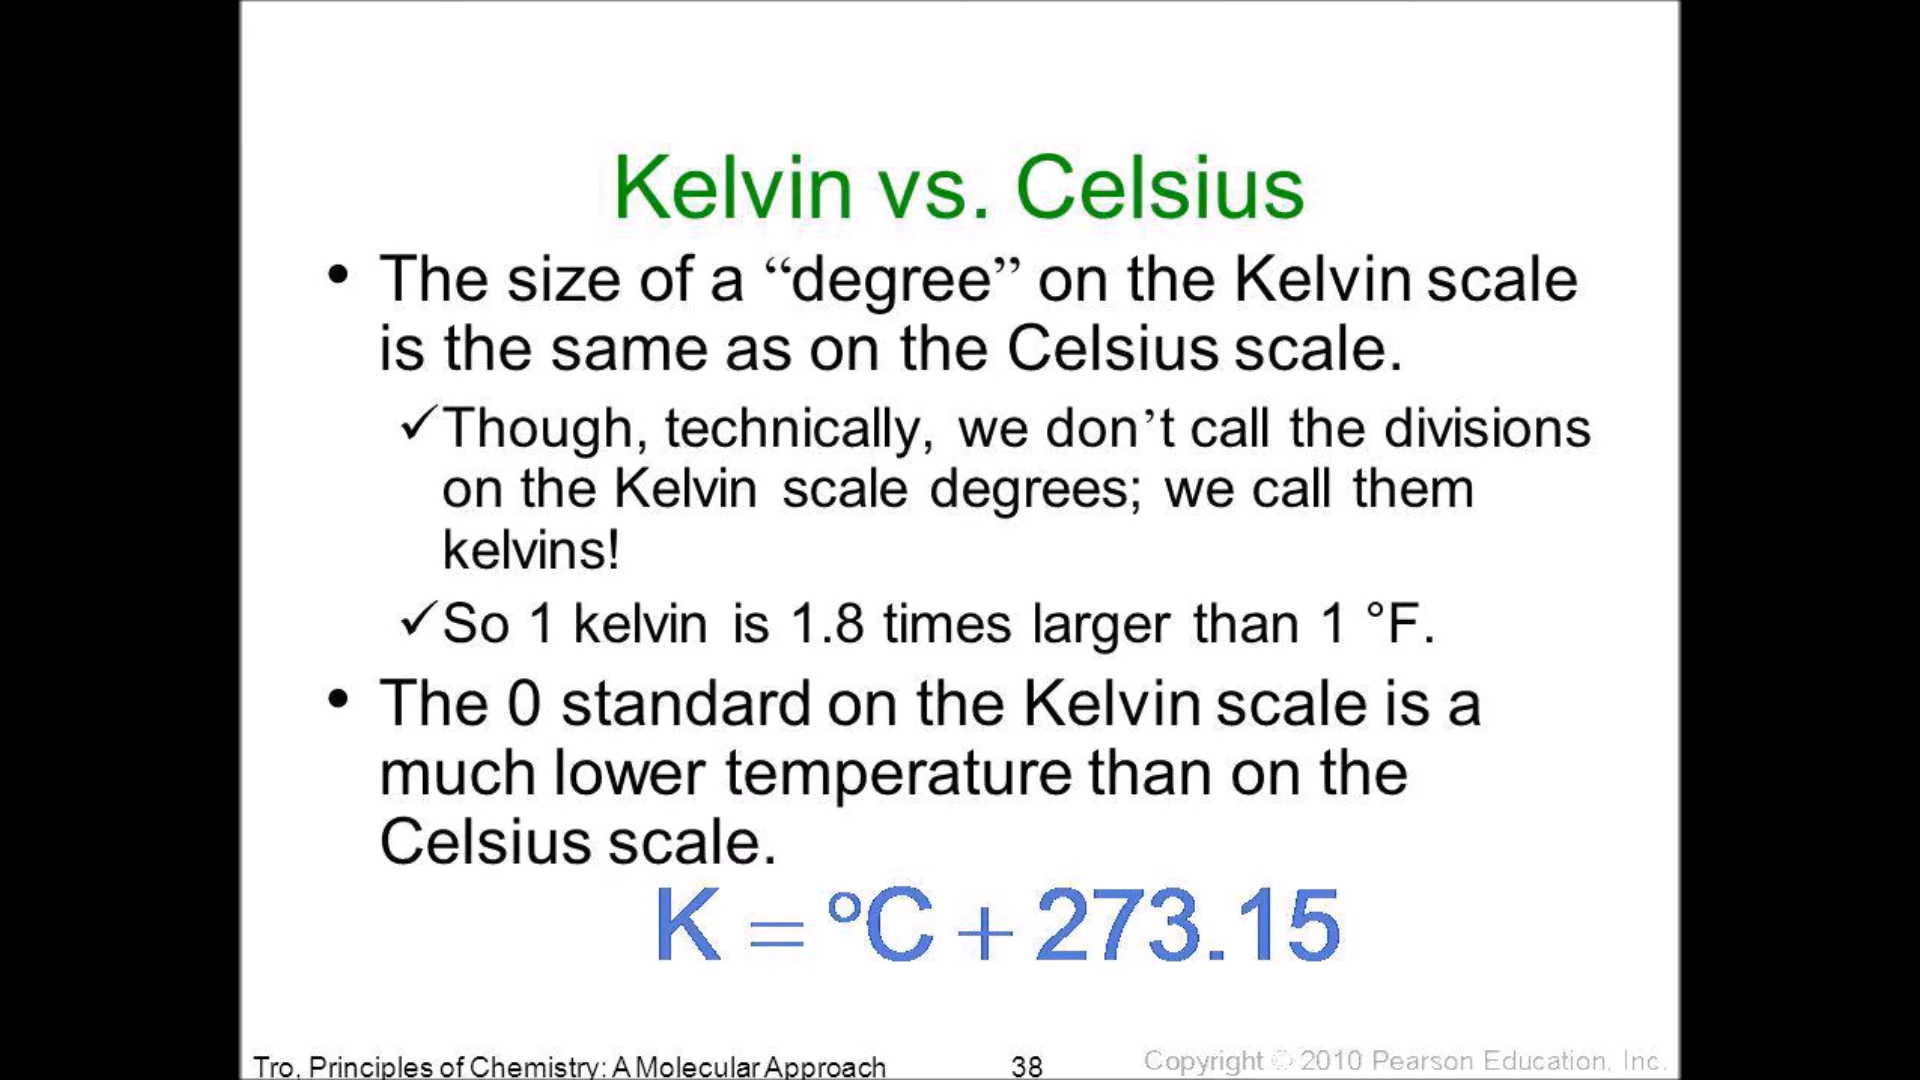 Kelvin vs. Celsius
• The size of a “degree” on the Kelvin scale
is the same as on the Celsius scale.
✓Though, technically, we don’t call the divisions
on the Kelvin scale degrees; we call them
kelvins!
✓So 1 kelvin is 1.8 times larger than 1 °F.
• The 0 standard on the Kelvin scale is a
much lower temperature than on the
Celsius scale.
K = °C + 273.15
Tro, Principles of Chemistry: A Molecular Approach 38 Copyright © 2010 Pearson Education, Inc.